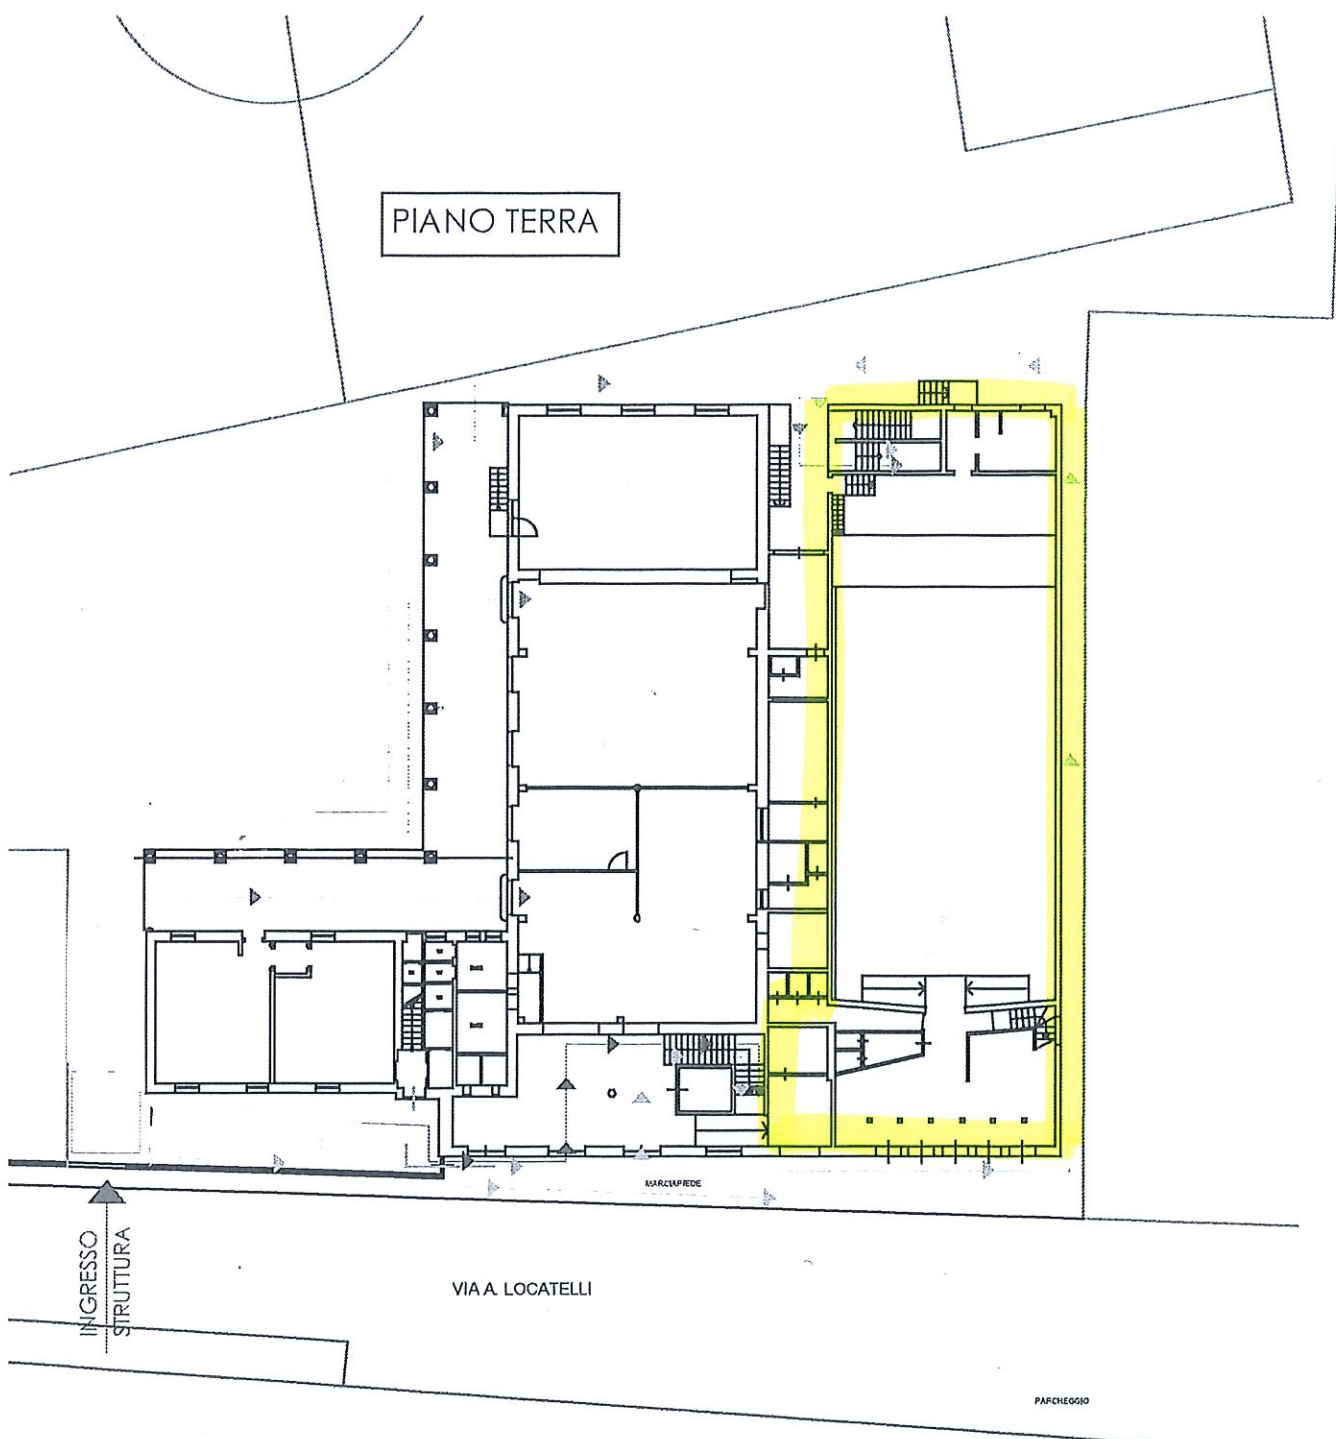 PIANO TERRA
MARCIAPIEDE
INGRESSO
STRUTTURA
VIA A. LOCATELLI
PARCHEGGIO